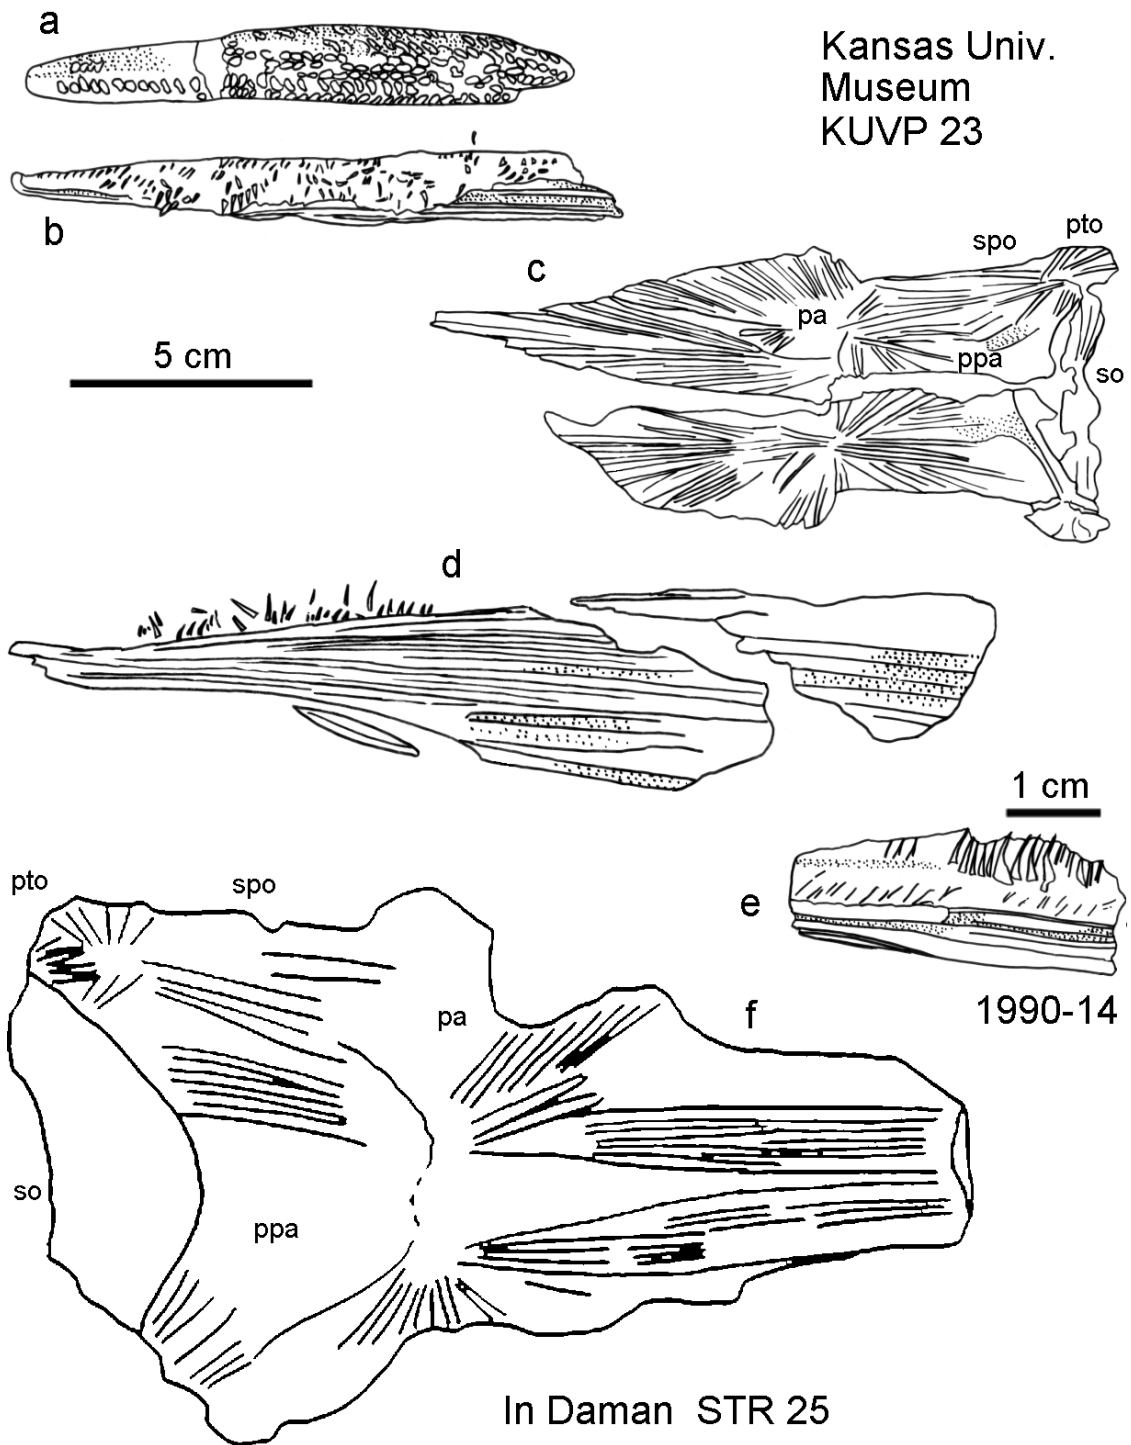 a
Kansas Univ.
Museum
KUVP 23
b
c
spo
pto
pa
ppa
so
5 cm
d
1 cm
e
1990-14
pto
spo
pa
f
so
ppa
In Daman STR 25